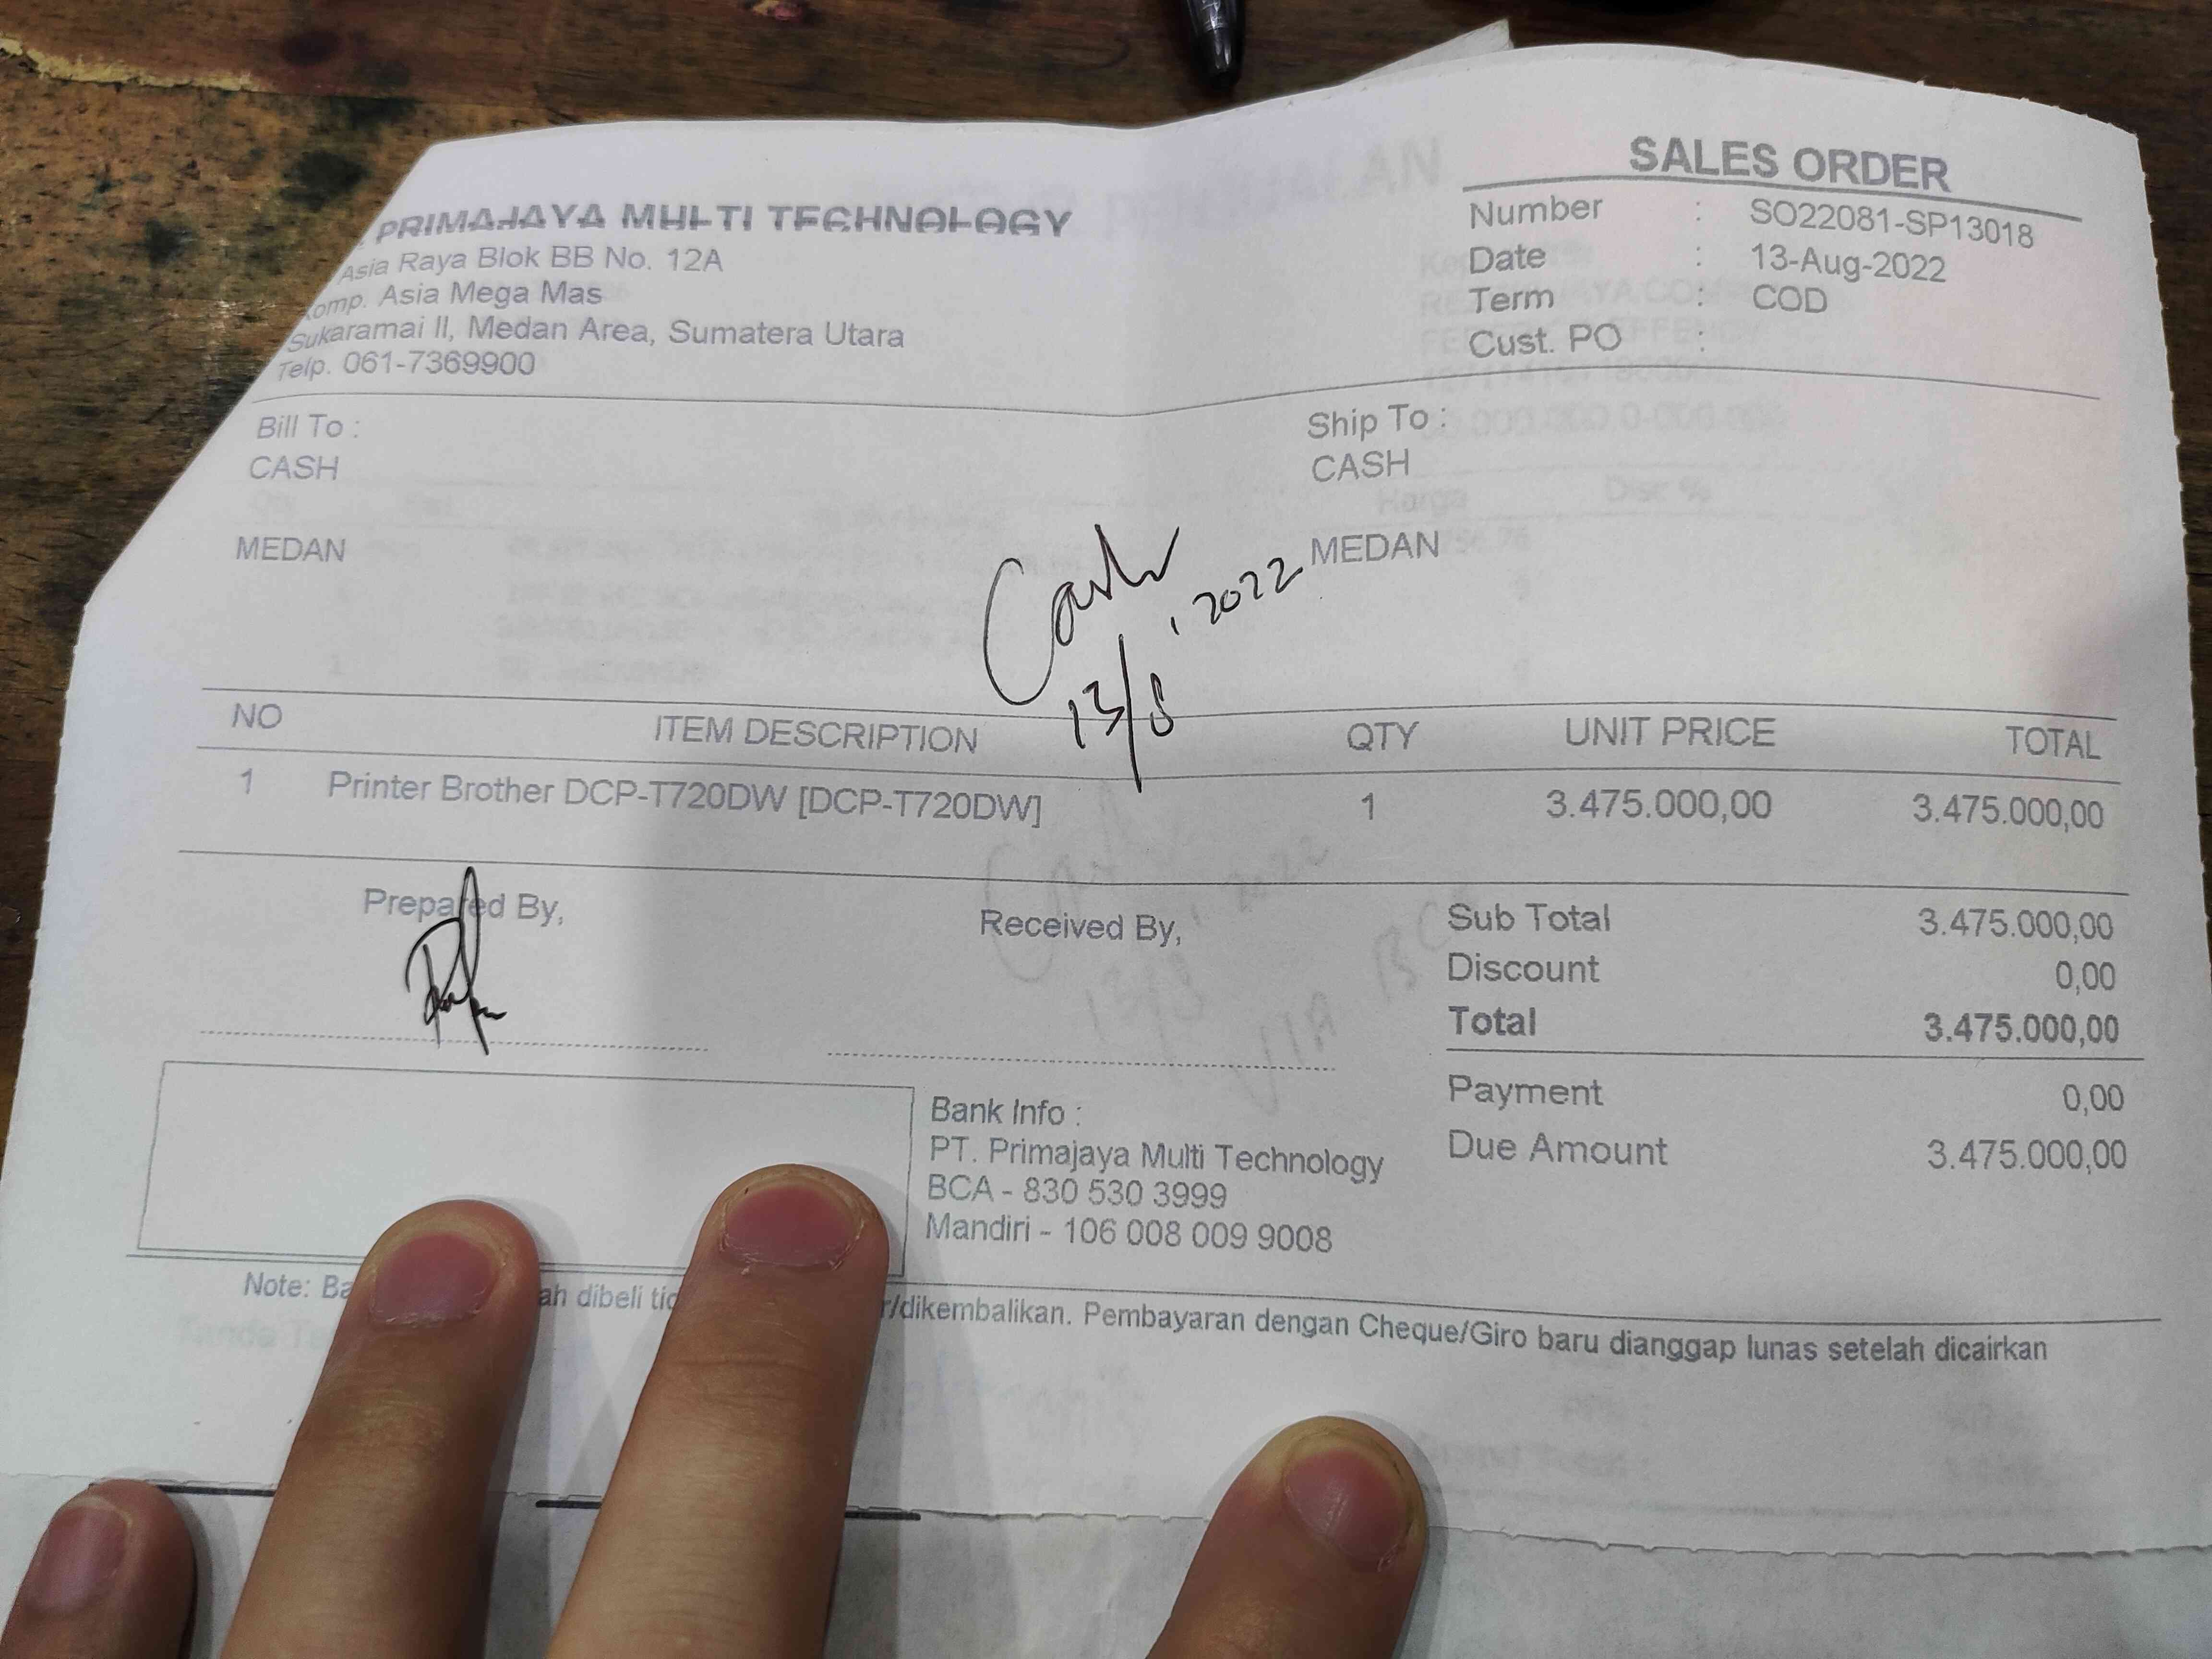 PRIMAJAYA MULTI TECHNOLOGY
Asia Raya Blok BB No. 12A
Komp. Asia Mega Mas
Sukaramai II, Medan Area, Sumatera Utara
Telp. 061-7369900
SALES ORDER
Number : SO22081-SP13018
Date : 13-Aug-2022
Term : COD
Cust. PO :
Bill To :
CASH
MEDAN
Ship To :
CASH
MEDAN
Cash
13/8, 2022
NO ITEM DESCRIPTION QTY UNIT PRICE TOTAL
1 Printer Brother DCP-T720DW [DCP-T720DW] 1 3.475.000,00 3.475.000,00
Prepared By,
Received By,
Sub Total 3.475.000,00
Discount 0,00
Total 3.475.000,00
Payment 0,00
Due Amount 3.475.000,00
Bank Info :
PT. Primajaya Multi Technology
BCA - 830 530 3999
Mandiri - 106 008 009 9008
Note: dibeli /dikembalikan. Pembayaran dengan Cheque/Giro baru dianggap lunas setelah dicairkan